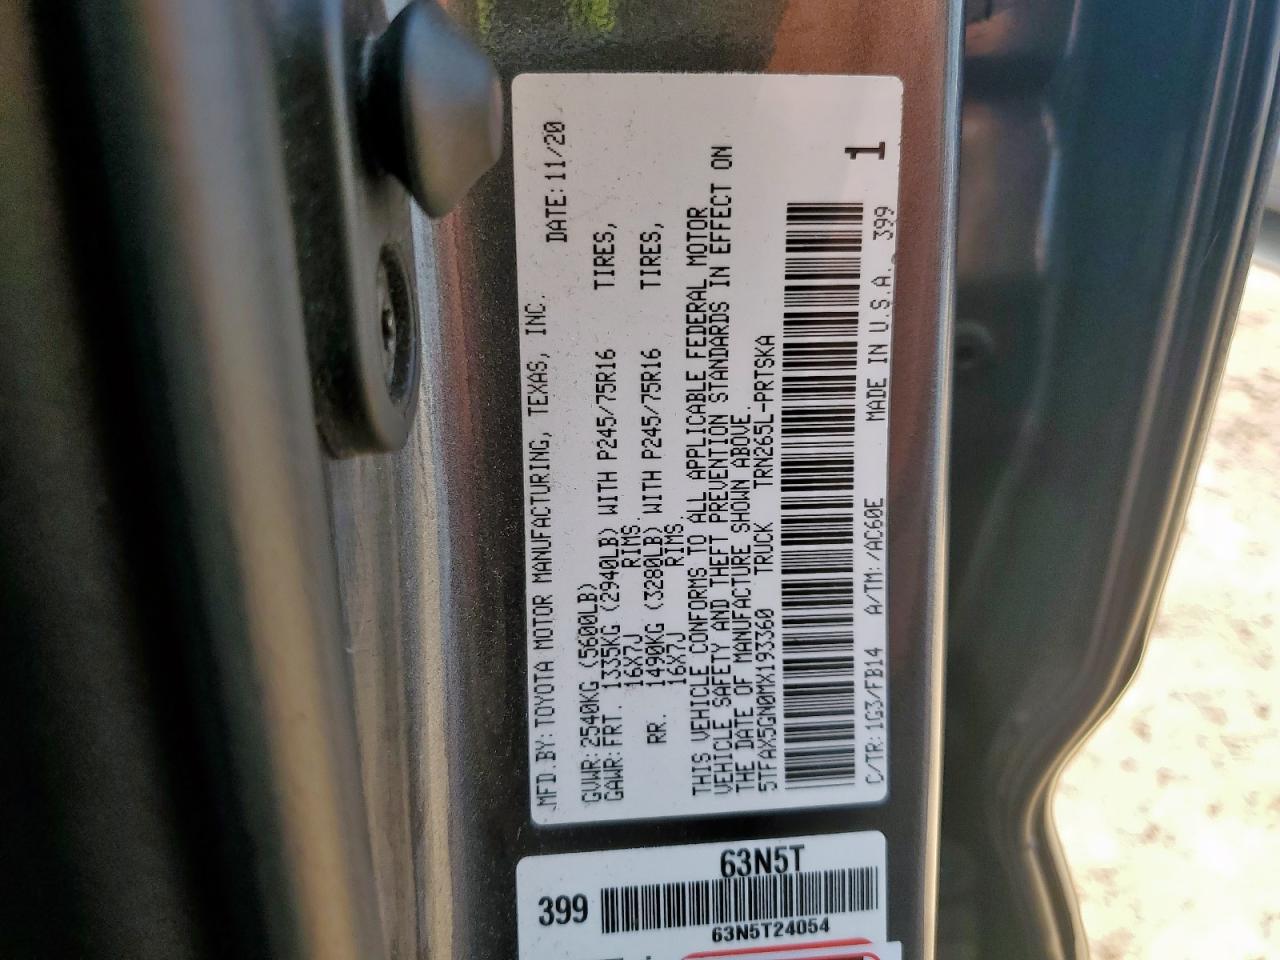 MFD.BY: TOYOTA MOTOR MANUFACTURING, TEXAS, INC. DATE: 11/20
GVWR: 2540KG (5600LB)
GAWR: FRT. 1335KG (2940LB) WITH P245/75R16 TIRES,
16X7J RIMS.
RR. 1490KG (3280LB) WITH P245/75R16 TIRES,
16X7J RIMS.
THIS VEHICLE CONFORMS TO ALL APPLICABLE FEDERAL MOTOR
VEHICLE SAFETY AND THEFT PREVENTION STANDARDS IN EFFECT ON
THE DATE OF MANUFACTURE SHOWN ABOVE.
5TFAX5GN0MX193360 TRUCK TRN265L-PRTSKA
1
C/TR: 1G3/FB14 A/TM: /AC60E MADE IN U.S.A. 399
63N5T
399
63N5T24054